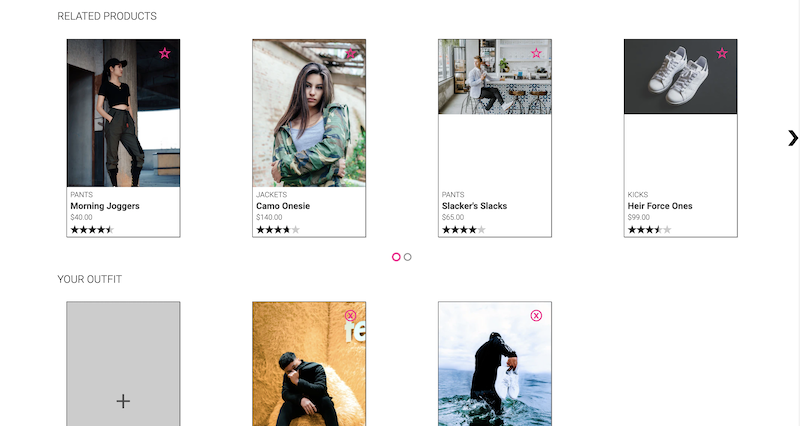 RELATED PRODUCTS
PANTS
Morning Joggers
$40.00
JACKETS
Camo Onesie
$140.00
PANTS
Slacker's Slacks
$65.00
KICKS
Heir Force Ones
$99.00
YOUR OUTFIT
+
X
fe
X